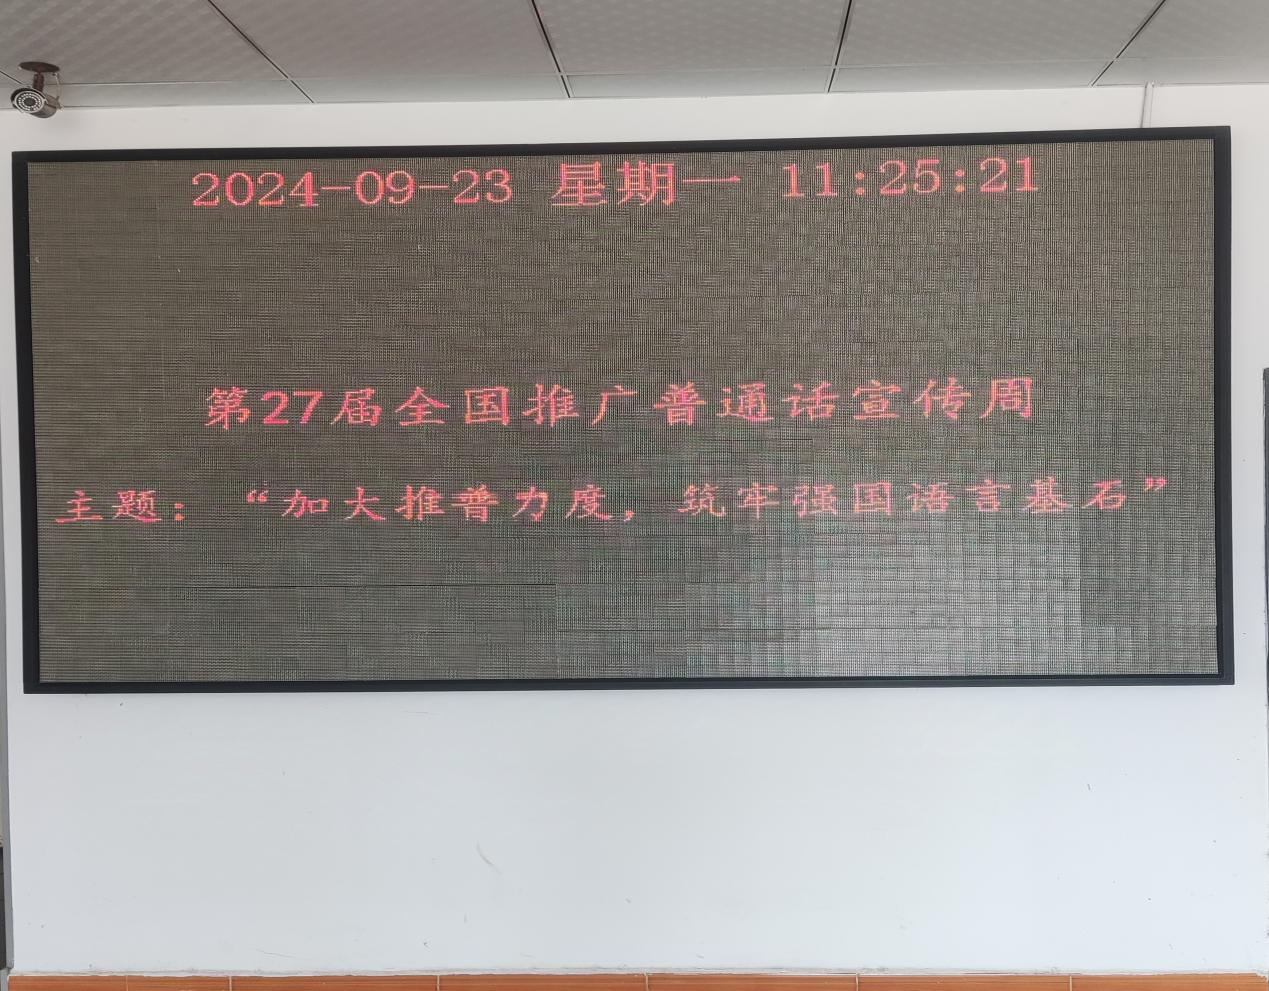 2024-09-23 星期一 11:25:21
第27届全国推广普通话宣传周
主题：“加大推普力度，筑牢强国语言基石”